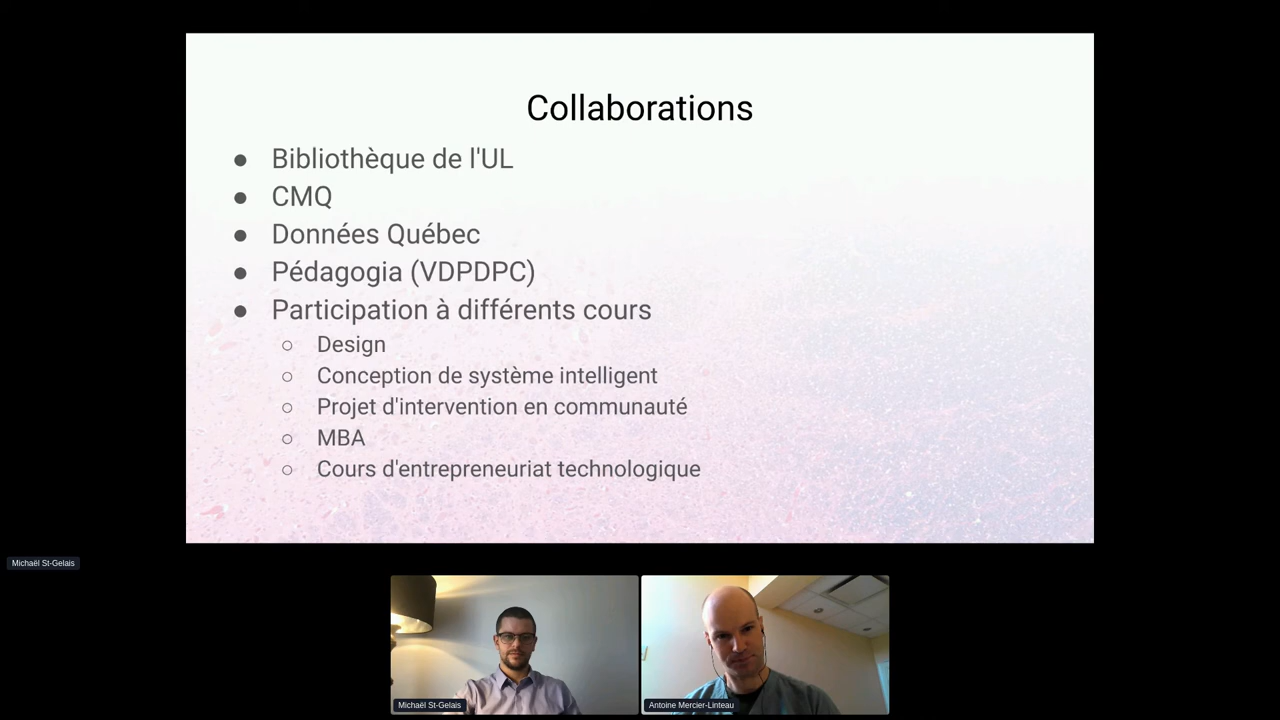 Collaborations
Bibliothèque de l'UL
CMQ
Données Québec
Pédagogia (VDPDPC)
Participation à différents cours
Design
Conception de système intelligent
Projet d'intervention en communauté
MBA
Cours d'entrepreneuriat technologique
Michaël St-Gelais
Michaël St-Gelais
Antoine Mercier-Linteau